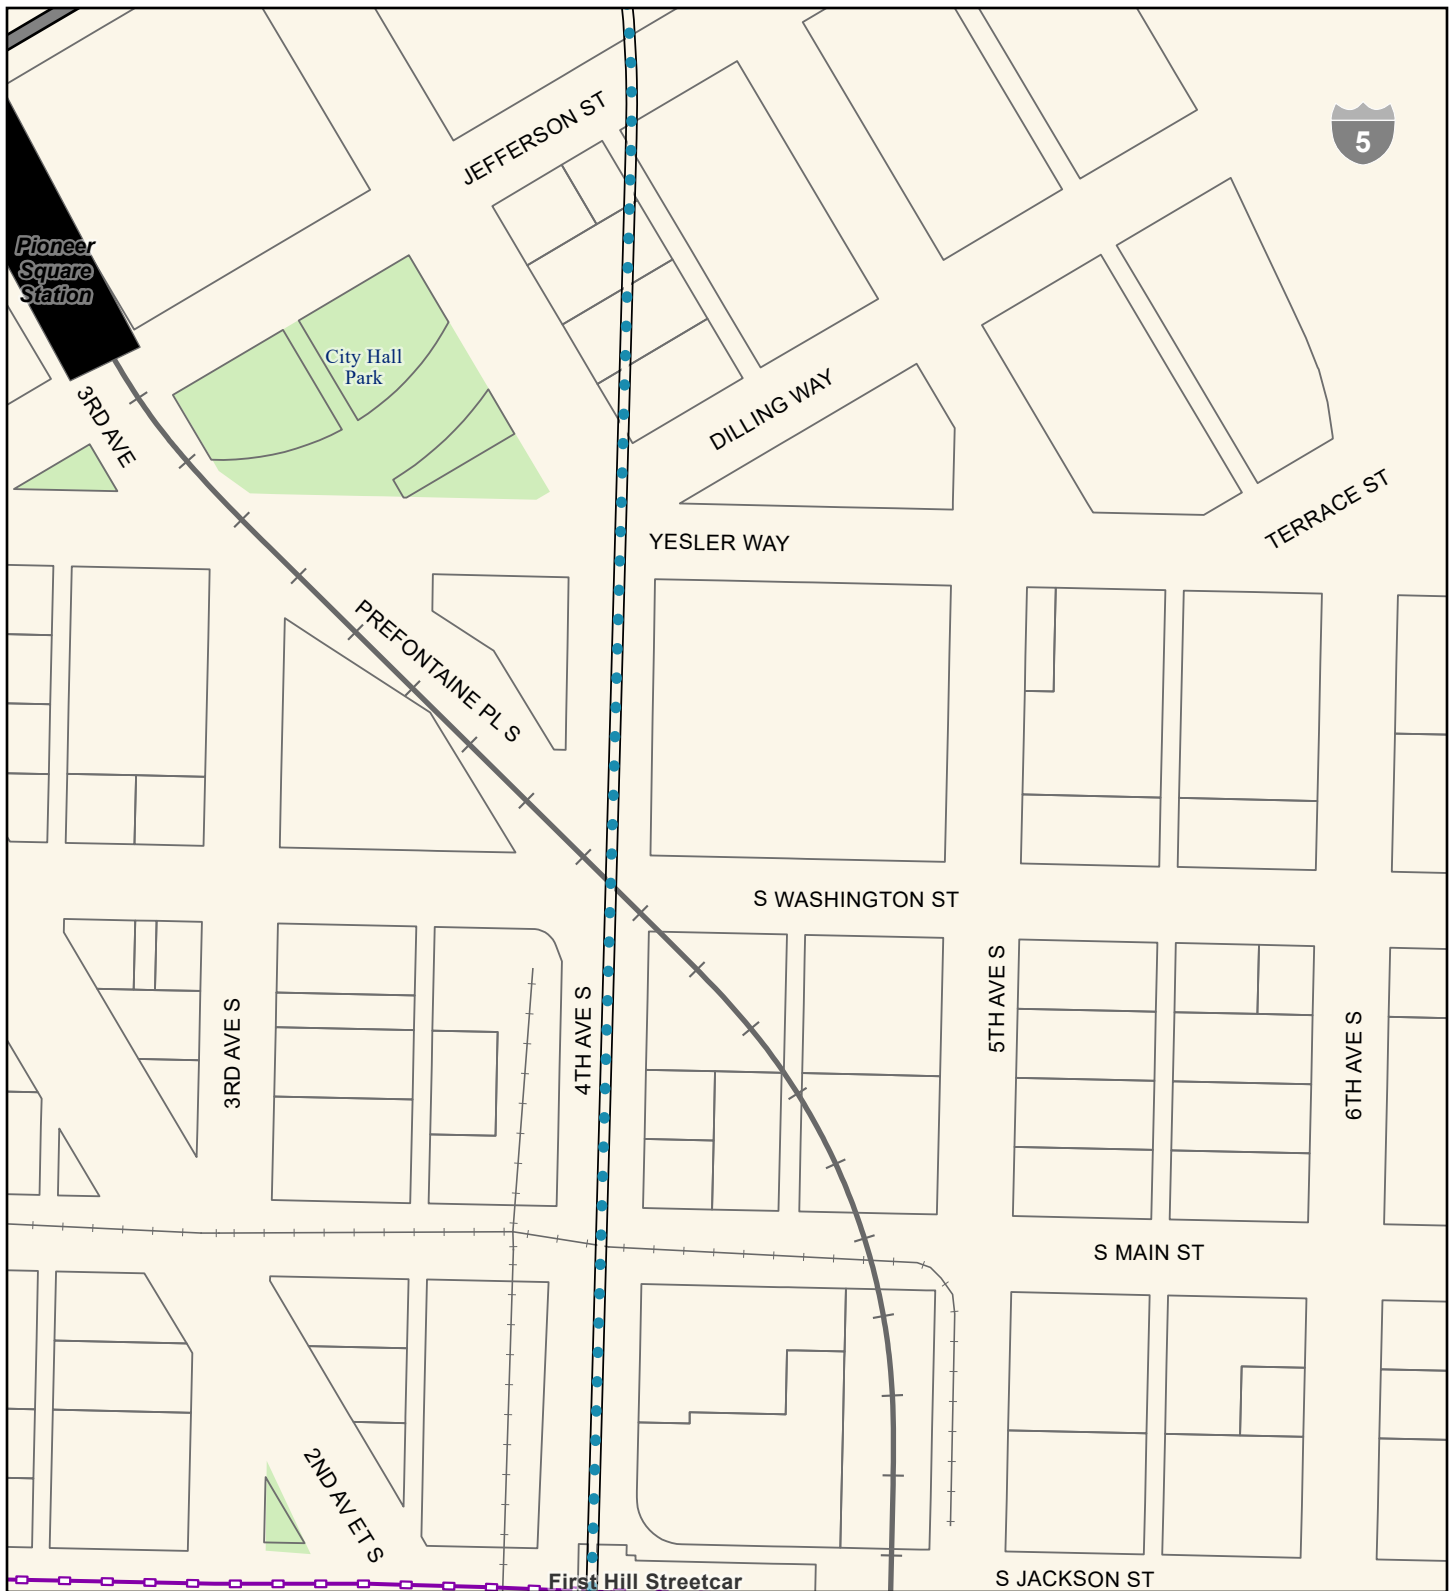 JEFFERSON ST
5
Pioneer
Square
Station
City Hall
Park
3RD AVE
DILLING WAY
TERRACE ST
YESLER WAY
PREFONTAINE PL S
S WASHINGTON ST
3RD AVE S
4TH AVE S
5TH AVE S
6TH AVE S
S MAIN ST
2ND AV ET S
First Hill Streetcar
S JACKSON ST